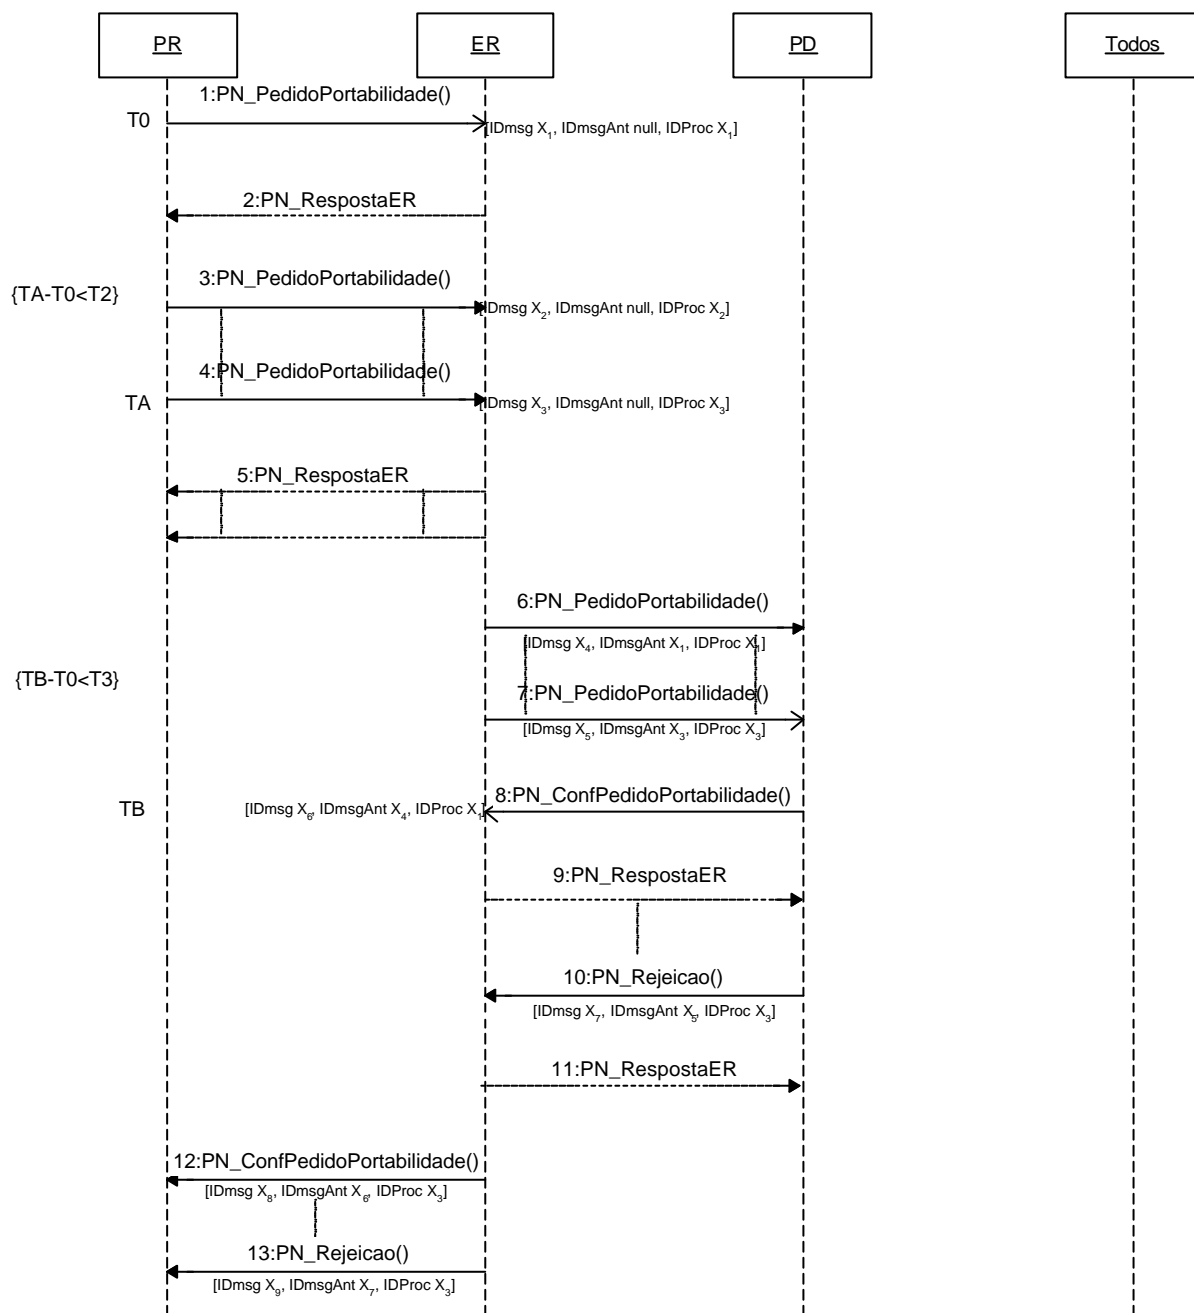 PR ER PD Todos
1:PN_PedidoPortabilidade()
T0
[IDmsg X1, IDmsgAnt null, IDProc X1]
2:PN_RespostaER
3:PN_PedidoPortabilidade()
{TA-T0<T2}
[IDmsg X2, IDmsgAnt null, IDProc X2]
4:PN_PedidoPortabilidade()
TA
[IDmsg X3, IDmsgAnt null, IDProc X3]
5:PN_RespostaER
6:PN_PedidoPortabilidade()
[IDmsg X4, IDmsgAnt X1, IDProc X1]
{TB-T0<T3}
7:PN_PedidoPortabilidade()
[IDmsg X5, IDmsgAnt X3, IDProc X3]
8:PN_ConfPedidoPortabilidade()
TB
[IDmsg X6, IDmsgAnt X4, IDProc X1]
9:PN_RespostaER
10:PN_Rejeicao()
[IDmsg X7, IDmsgAnt X5, IDProc X3]
11:PN_RespostaER
12:PN_ConfPedidoPortabilidade()
[IDmsg X8, IDmsgAnt X6, IDProc X3]
13:PN_Rejeicao()
[IDmsg X9, IDmsgAnt X7, IDProc X3]